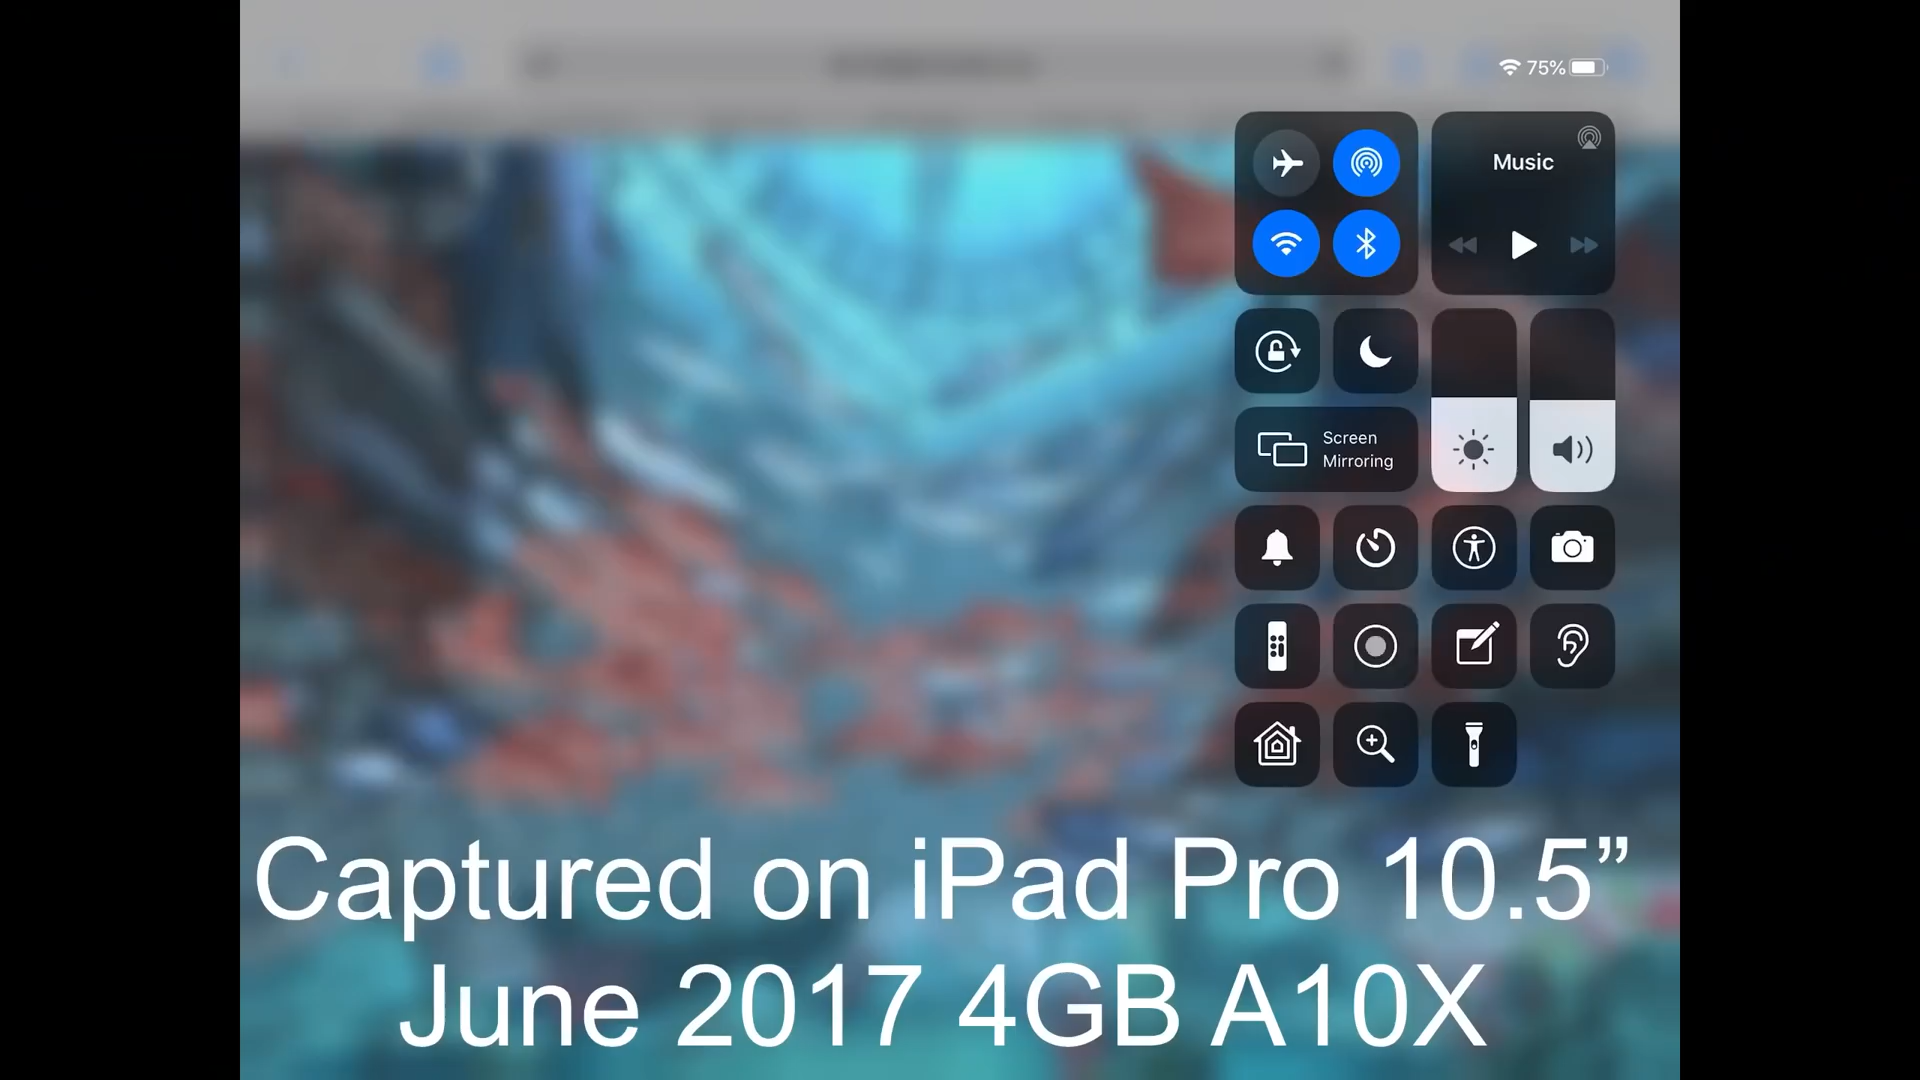 75%
Music
Screen
Mirroring
Captured on iPad Pro 10.5”
June 2017 4GB A10X